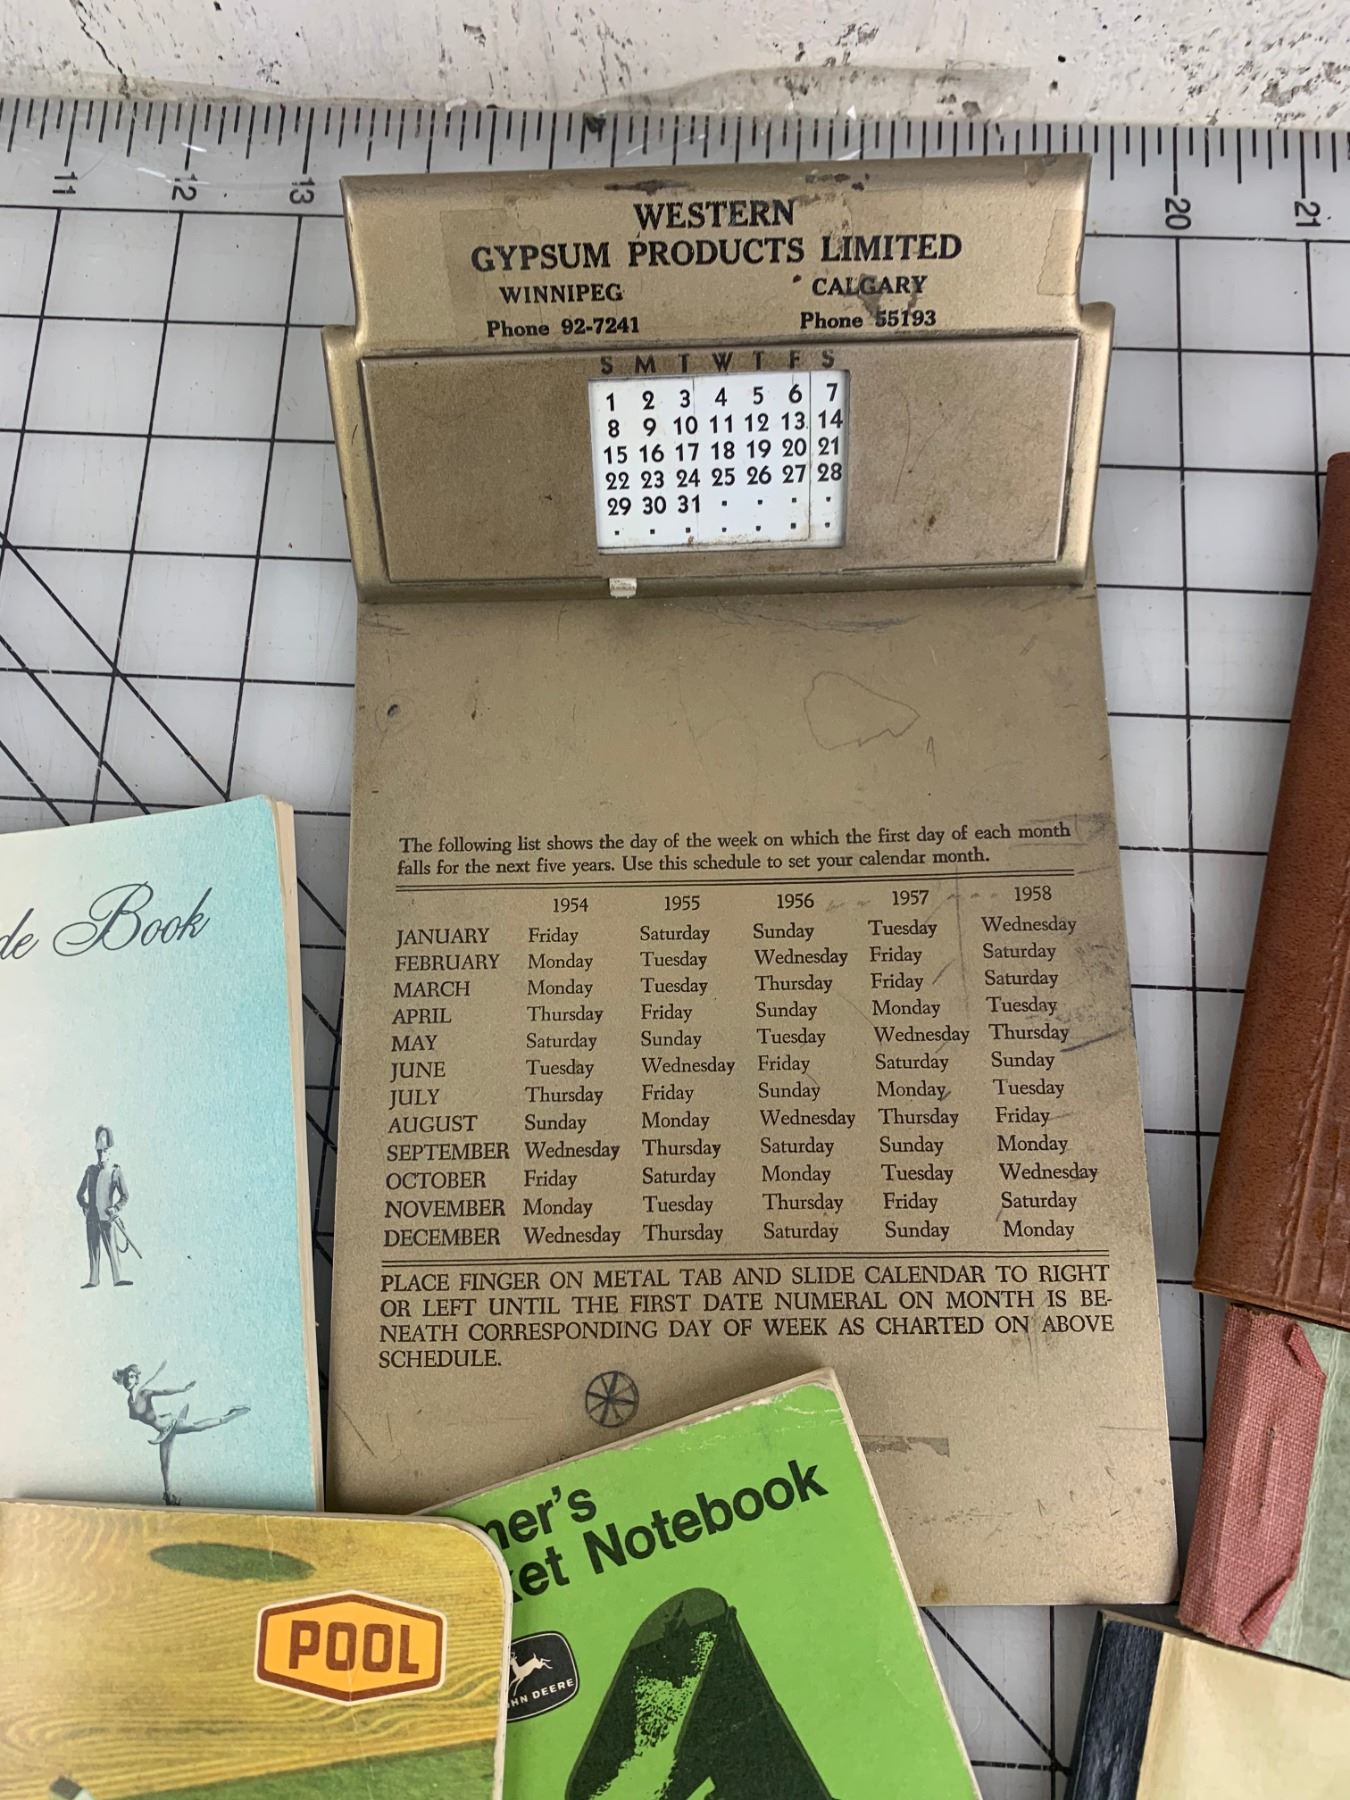 11 12 13 20 21
WESTERN
GYPSUM PRODUCTS LIMITED
WINNIPEG CALGARY
Phone 92-7241 Phone 55193
S M T W T F S
1 2 3 4 5 6 7
8 9 10 11 12 13 14
15 16 17 18 19 20 21
22 23 24 25 26 27 28
29 30 31 . . . .
. . . . . . .
The following list shows the day of the week on which the first day of each month
falls for the next five years. Use this schedule to set your calendar month.
1954 1955 1956 1957 1958
JANUARY Friday Saturday Sunday Tuesday Wednesday
FEBRUARY Monday Tuesday Wednesday Friday Saturday
MARCH Monday Tuesday Thursday Friday Saturday
APRIL Thursday Friday Sunday Monday Tuesday
MAY Saturday Sunday Tuesday Wednesday Thursday
JUNE Tuesday Wednesday Friday Saturday Sunday
JULY Thursday Friday Sunday Monday Tuesday
AUGUST Sunday Monday Wednesday Thursday Friday
SEPTEMBER Wednesday Thursday Saturday Sunday Monday
OCTOBER Friday Saturday Monday Tuesday Wednesday
NOVEMBER Monday Tuesday Thursday Friday Saturday
DECEMBER Wednesday Thursday Saturday Sunday Monday
PLACE FINGER ON METAL TAB AND SLIDE CALENDAR TO RIGHT
OR LEFT UNTIL THE FIRST DATE NUMERAL ON MONTH IS BE-
NEATH CORRESPONDING DAY OF WEEK AS CHARTED ON ABOVE
SCHEDULE.
de Book
ner's
ket Notebook
HN DEERE
POOL